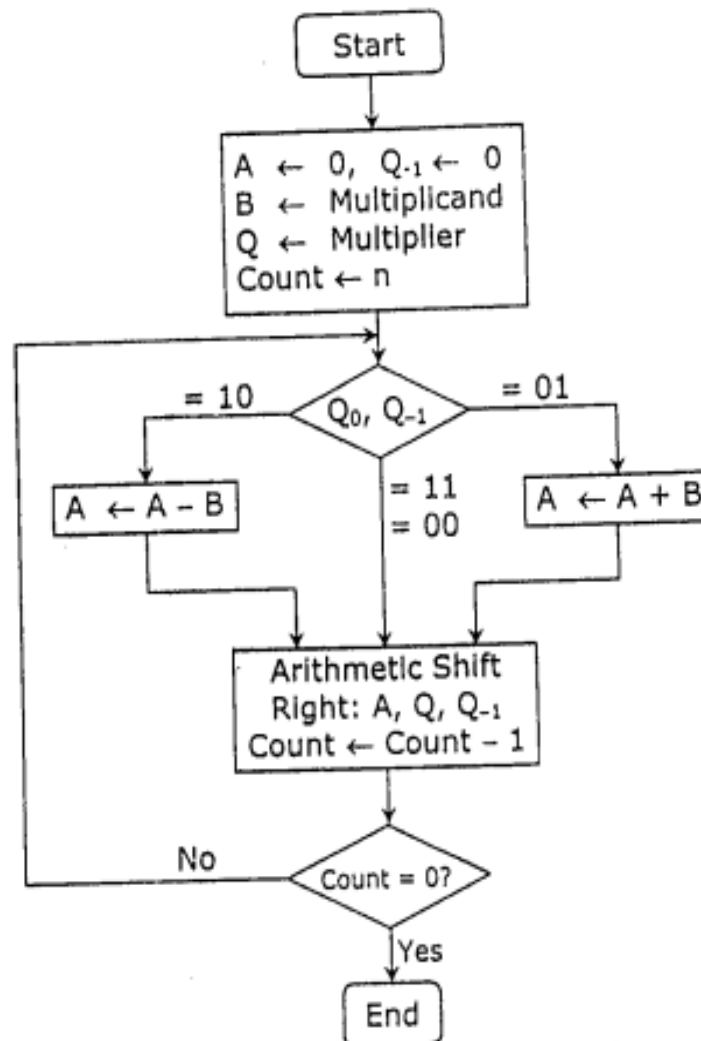 Start
A ← 0, Q₋₁ ← 0
B ← Multiplicand
Q ← Multiplier
Count ← n
= 10
Q₀, Q₋₁
= 01
A ← A – B
= 11
= 00
A ← A + B
Arithmetic Shift
Right: A, Q, Q₋₁
Count ← Count – 1
No
Count = 0?
Yes
End